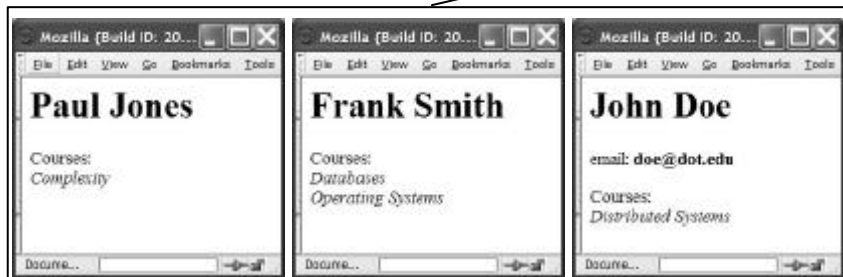 Mozilla {Build ID: 20....
File Edit View Go Bookmarks Tools
Paul Jones
Courses:
Complexity
Docume...
Mozilla {Build ID: 20....
File Edit View Go Bookmarks Tools
Frank Smith
Courses:
Databases
Operating Systems
Docume...
Mozilla {Build ID: 20....
File Edit View Go Bookmarks Tools
John Doe
email: doe@dot.edu
Courses:
Distributed Systems
Docume...